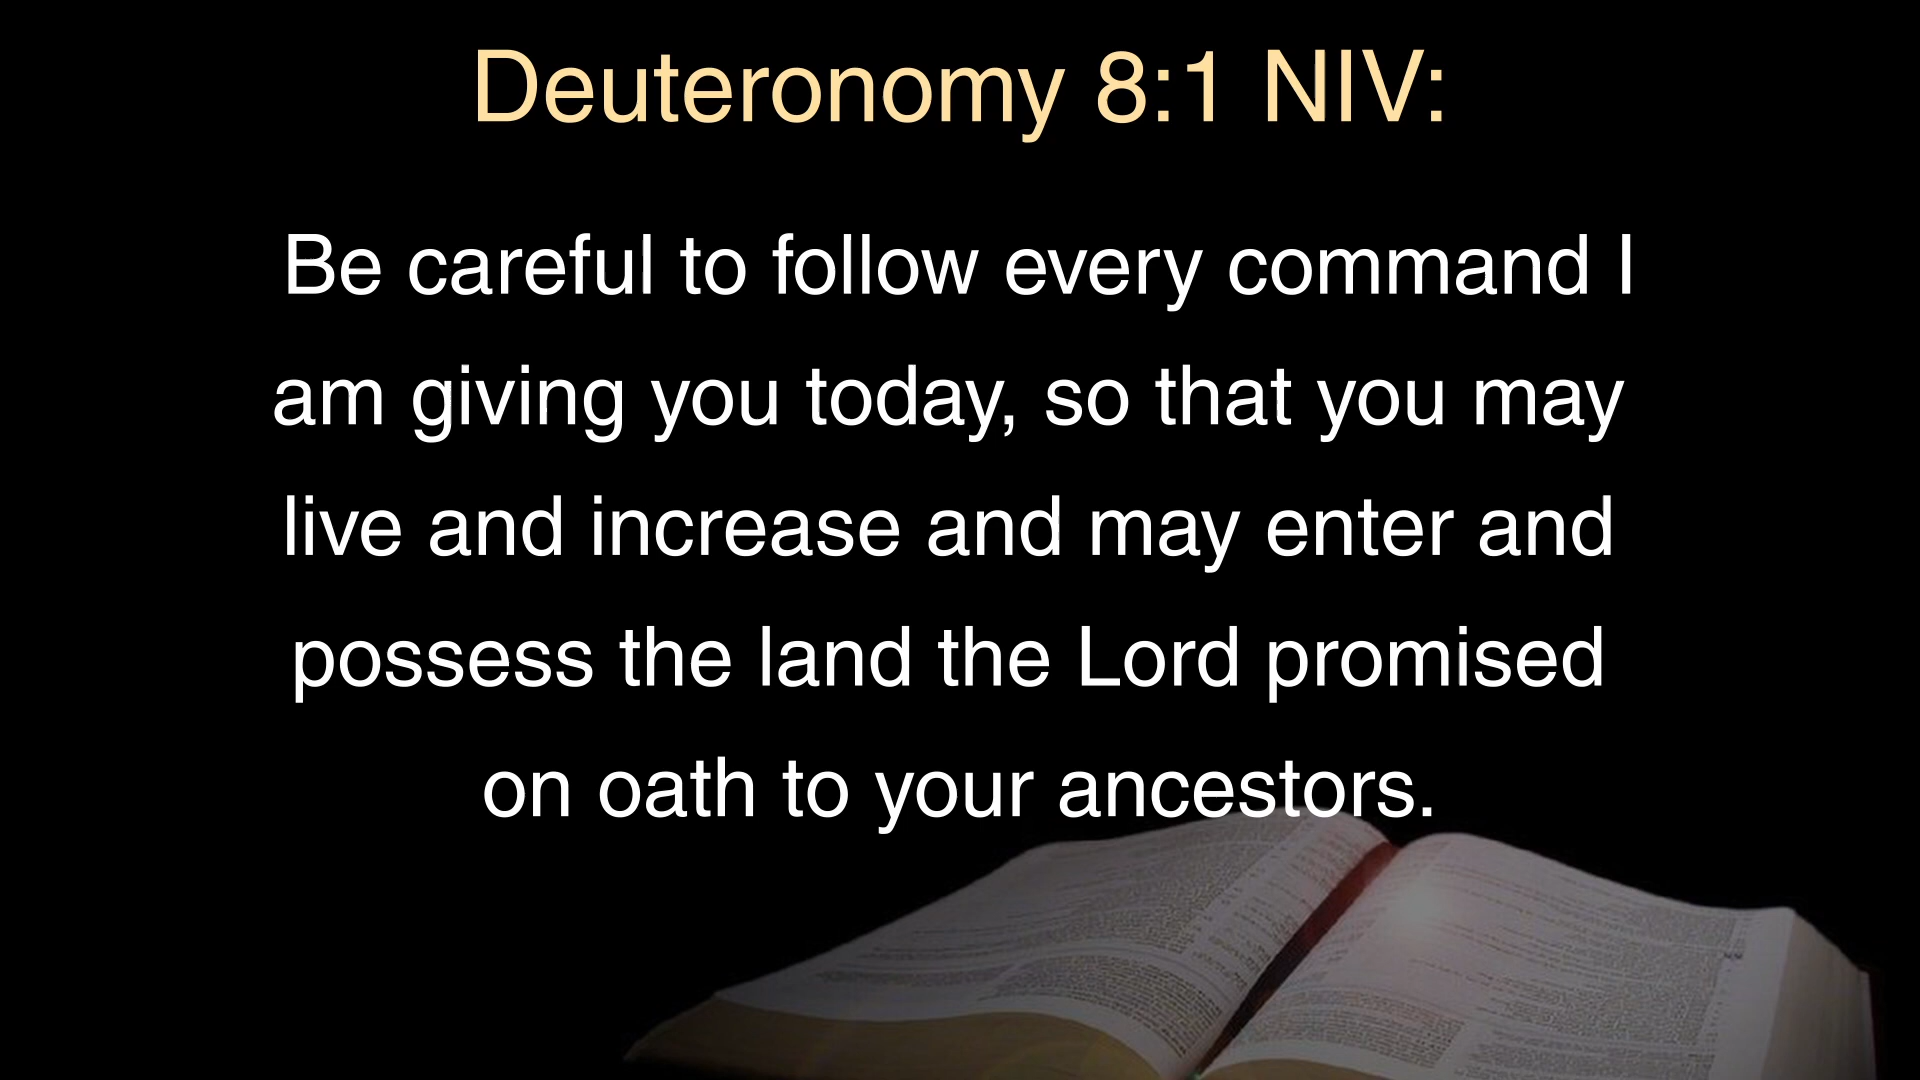 Deuteronomy 8:1 NIV:
Be careful to follow every command I
am giving you today, so that you may
live and increase and may enter and
possess the land the Lord promised
on oath to your ancestors.